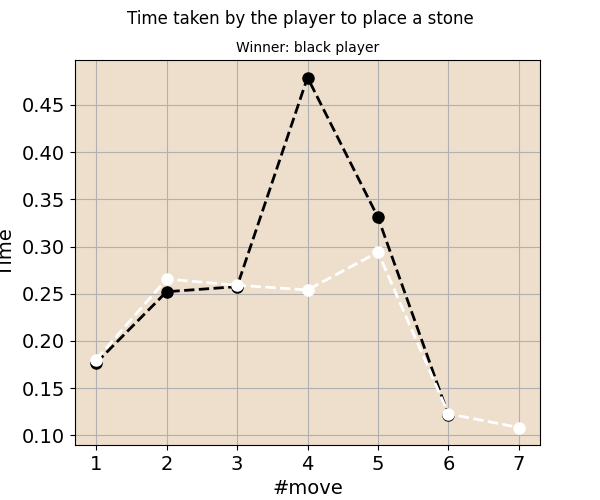 Time taken by the player to place a stone
Winner: black player
0.45
0.40
0.35
0.30
0.25
0.20
0.15
0.10
Time
1 2 3 4 5 6 7
#move